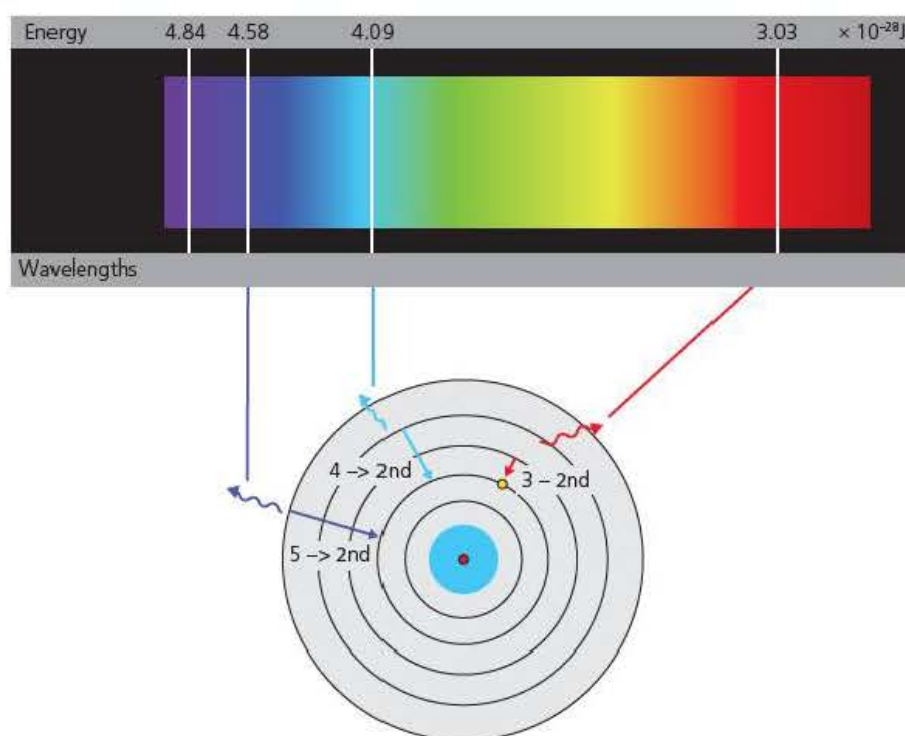 Energy 4.84 4.58 4.09 3.03 × 10⁻²⁸J
Wavelengths
4 –> 2nd
3 – 2nd
5 –> 2nd